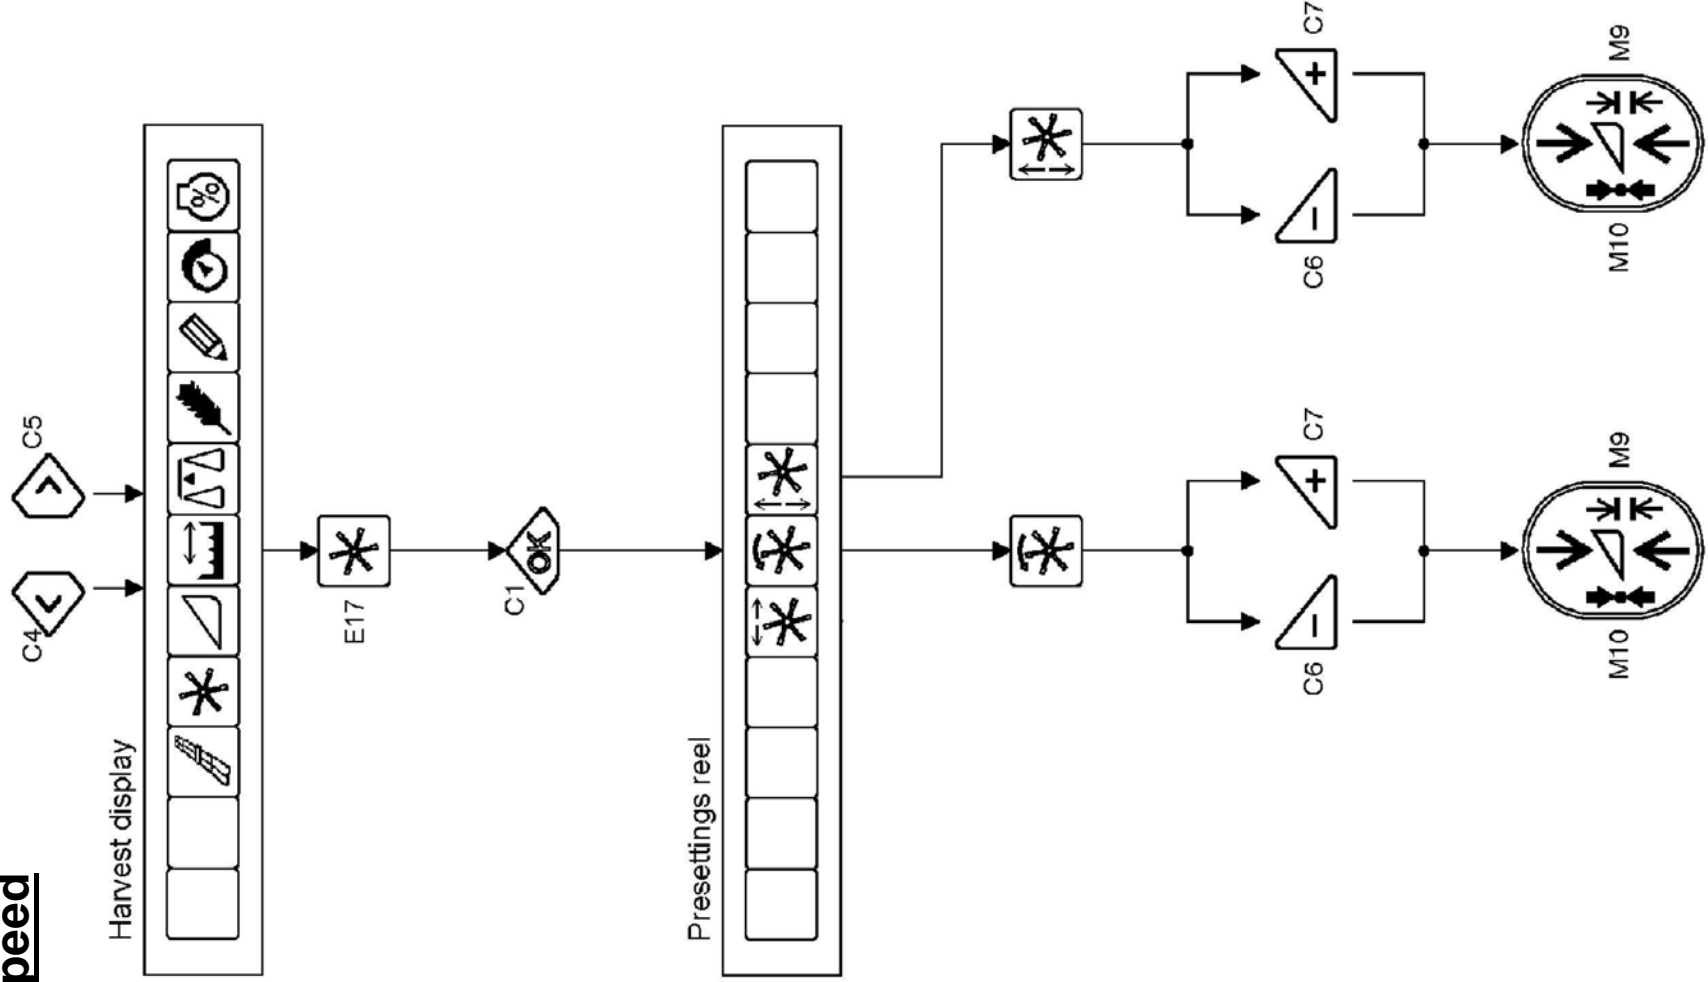 peed
C4
C5
Harvest display
%
E17
C1
OK
Presettings reel
C6
−
C7
+
C6
−
C7
+
M10
M9
M10
M9